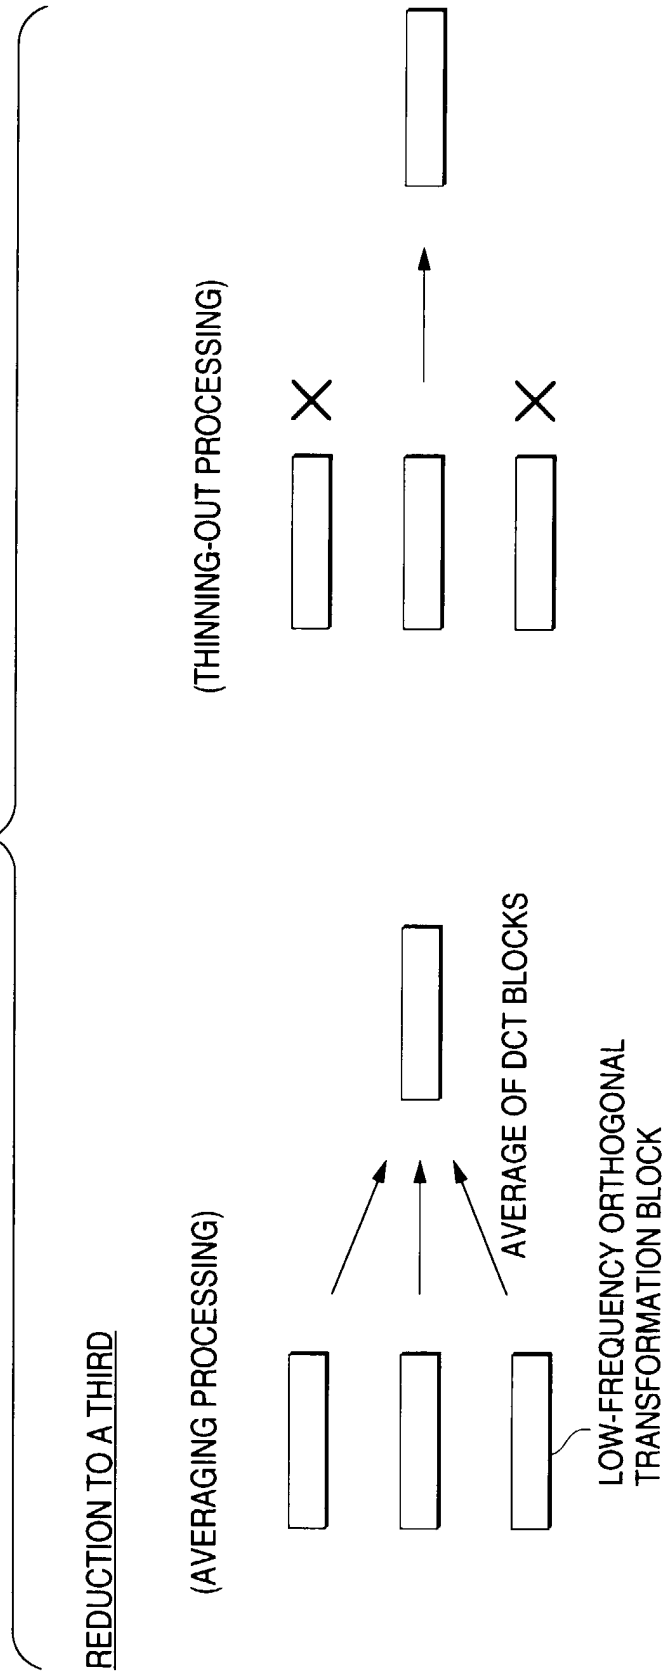 REDUCTION TO A THIRD
(AVERAGING PROCESSING)
AVERAGE OF DCT BLOCKS
LOW-FREQUENCY ORTHOGONAL
TRANSFORMATION BLOCK
(THINNING-OUT PROCESSING)